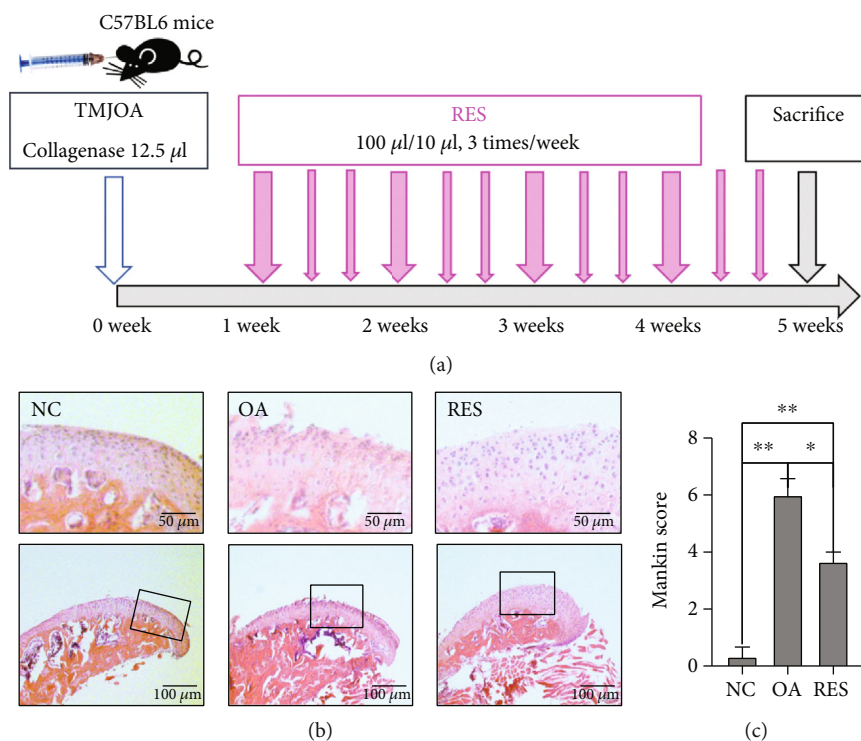 C57BL6 mice
TMJOA
Collagenase 12.5 μl
RES
100 μl/10 μl, 3 times/week
Sacrifice
0 week
1 week
2 weeks
3 weeks
4 weeks
5 weeks
(a)
NC
50 μm
OA
50 μm
RES
50 μm
100 μm
100 μm
100 μm
(b)
Mankin score
8
6
4
2
0
**
**
*
NC
OA
RES
(c)